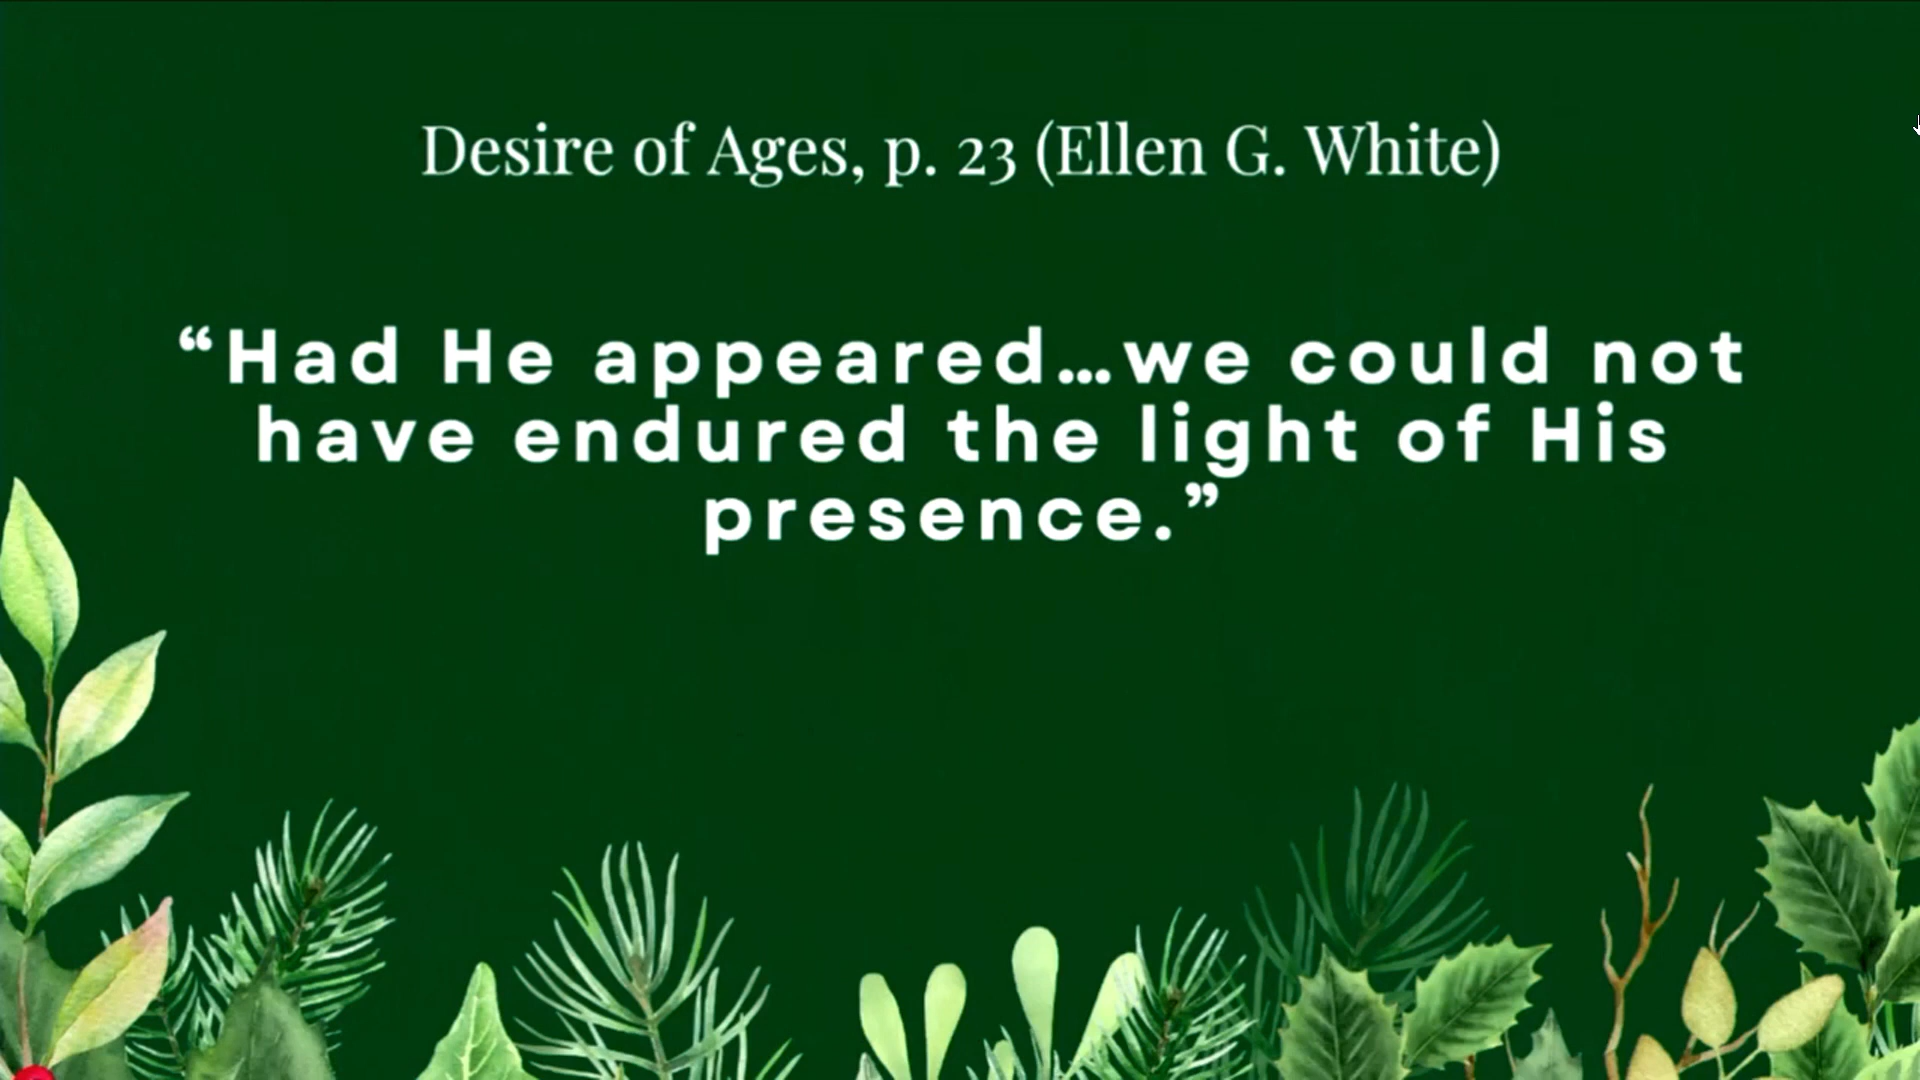 Desire of Ages, p. 23 (Ellen G. White)
“Had He appeared...we could not
have endured the light of His
presence.”